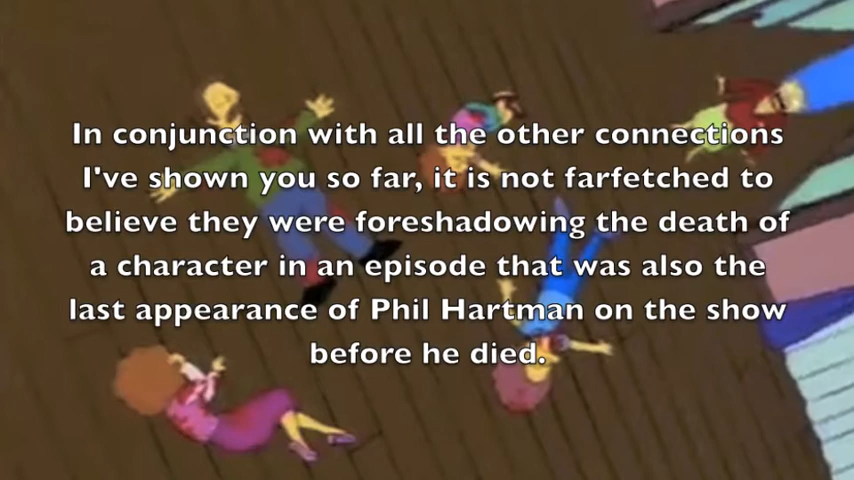 In conjunction with all the other connections
I've shown you so far, it is not farfetched to
believe they were foreshadowing the death of
a character in an episode that was also the
last appearance of Phil Hartman on the show
before he died.